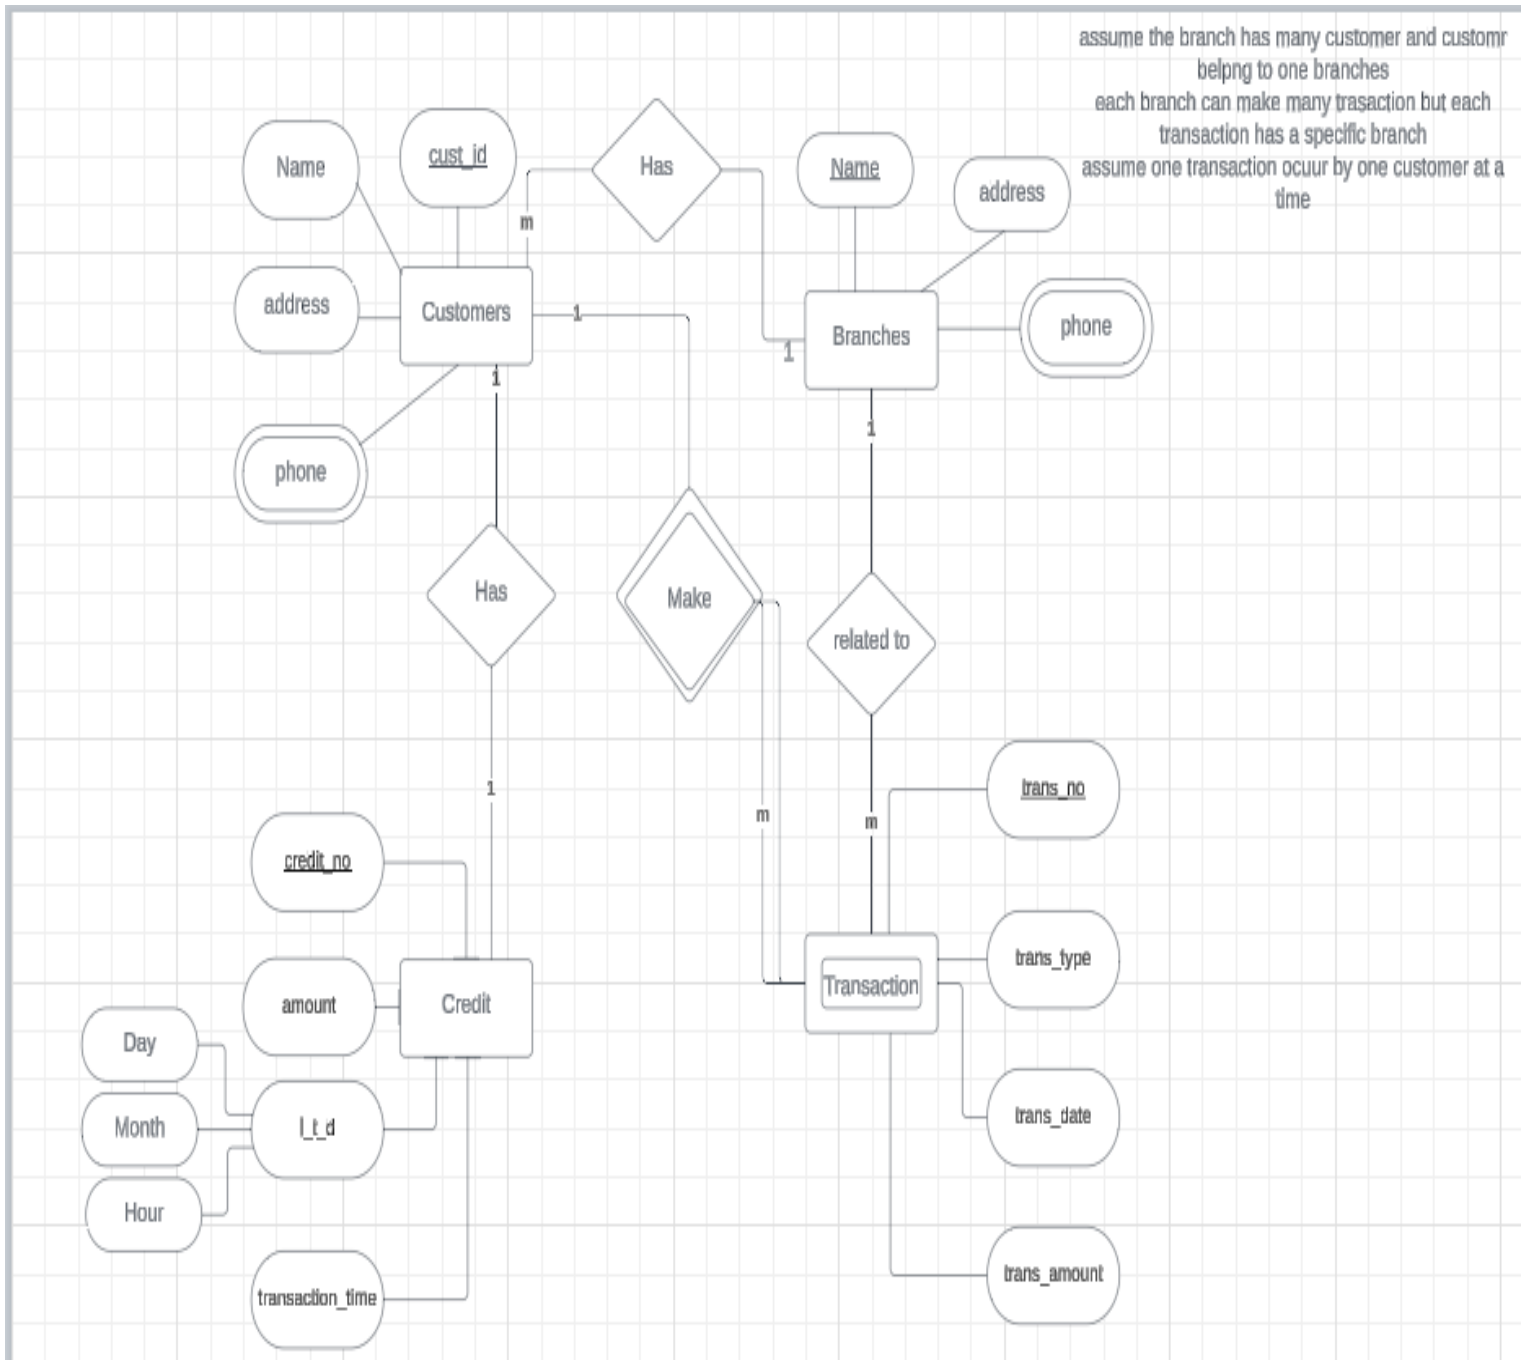 assume the branch has many customer and customr
belpng to one branches
each branch can make many trasaction but each
transaction has a specific branch
assume one transaction ocuur by one customer at a
time
Name
cust_id
Has
Name
address
m
address
Customers
1
Branches
phone
1
1
1
phone
Has
Make
related to
1
m
m
trans_no
credit_no
trans_type
Transaction
amount
Credit
Day
Month
l_t_d
trans_date
Hour
transaction_time
trans_amount